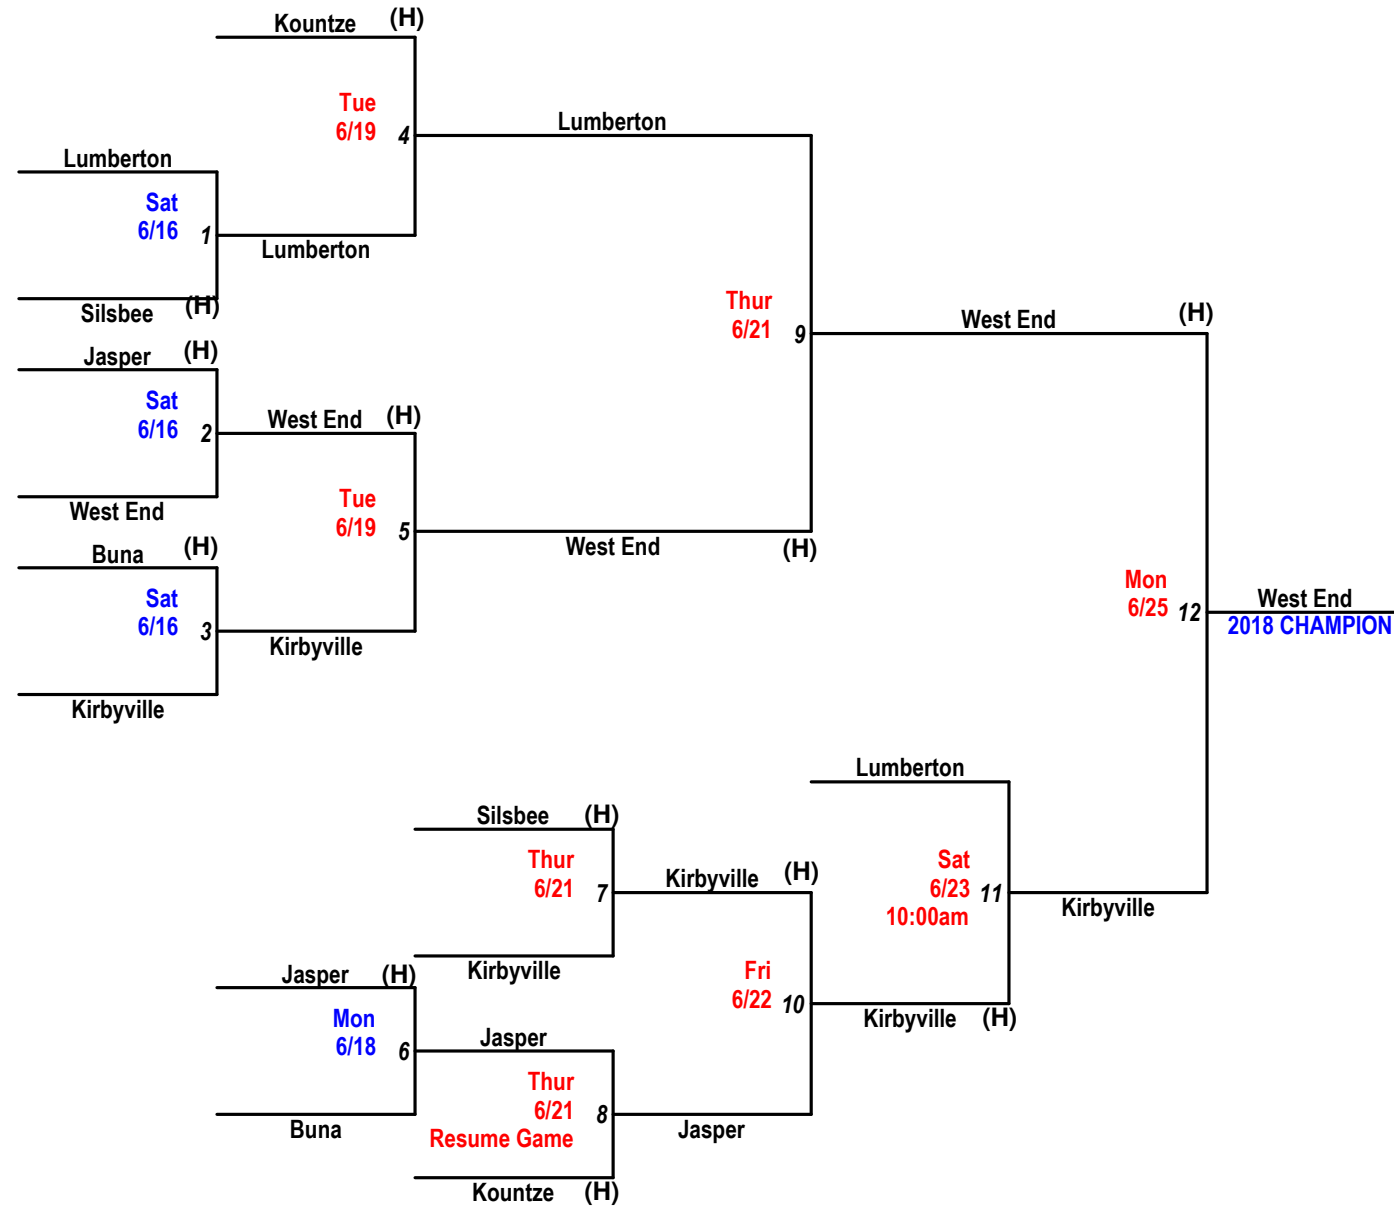 Kountze (H)
Tue
6/19 4
Lumberton
Lumberton
Sat
6/16 1
Lumberton
Silsbee (H)
Jasper (H)
Sat
6/16 2
West End (H)
West End
Tue
6/19 5
West End (H)
Buna (H)
Sat
6/16 3
Kirbyville
Kirbyville
Thur
6/21 9
West End (H)
Mon
6/25 12
West End
2018 CHAMPION
Lumberton
Silsbee (H)
Thur
6/21 7
Kirbyville (H)
Kirbyville
Sat
6/23 11
10:00am
Kirbyville
Jasper (H)
Mon
6/18 6
Jasper
Buna
Fri
6/22 10
Kirbyville (H)
Thur
6/21 8
Resume Game
Jasper
Kountze (H)